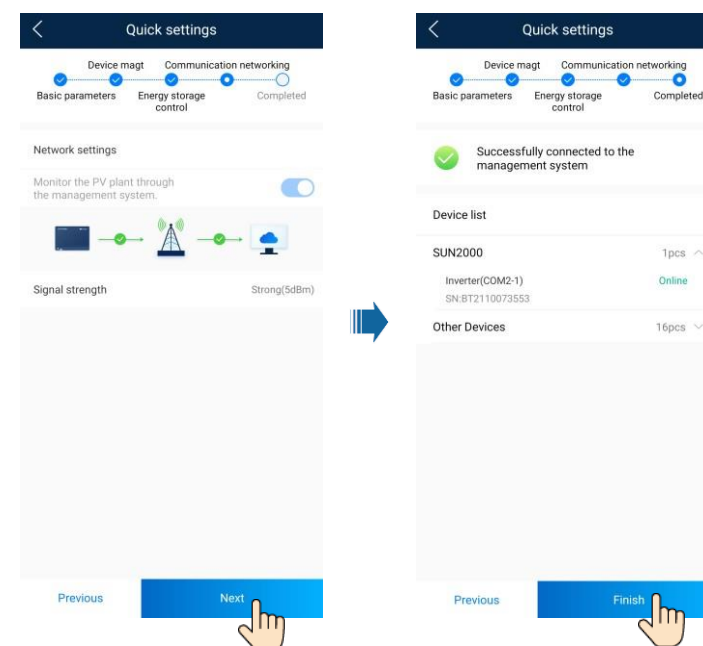 Quick settings
Device magt
Communication networking
Basic parameters
Energy storage
control
Completed
Network settings
Monitor the PV plant through
the management system.
Signal strength
Strong(5dBm)
Previous
Next
Quick settings
Device magt
Communication networking
Basic parameters
Energy storage
control
Completed
Successfully connected to the
management system
Device list
SUN2000
1pcs
Inverter(COM2-1)
Online
SN:BT2110073553
Other Devices
16pcs
Previous
Finish